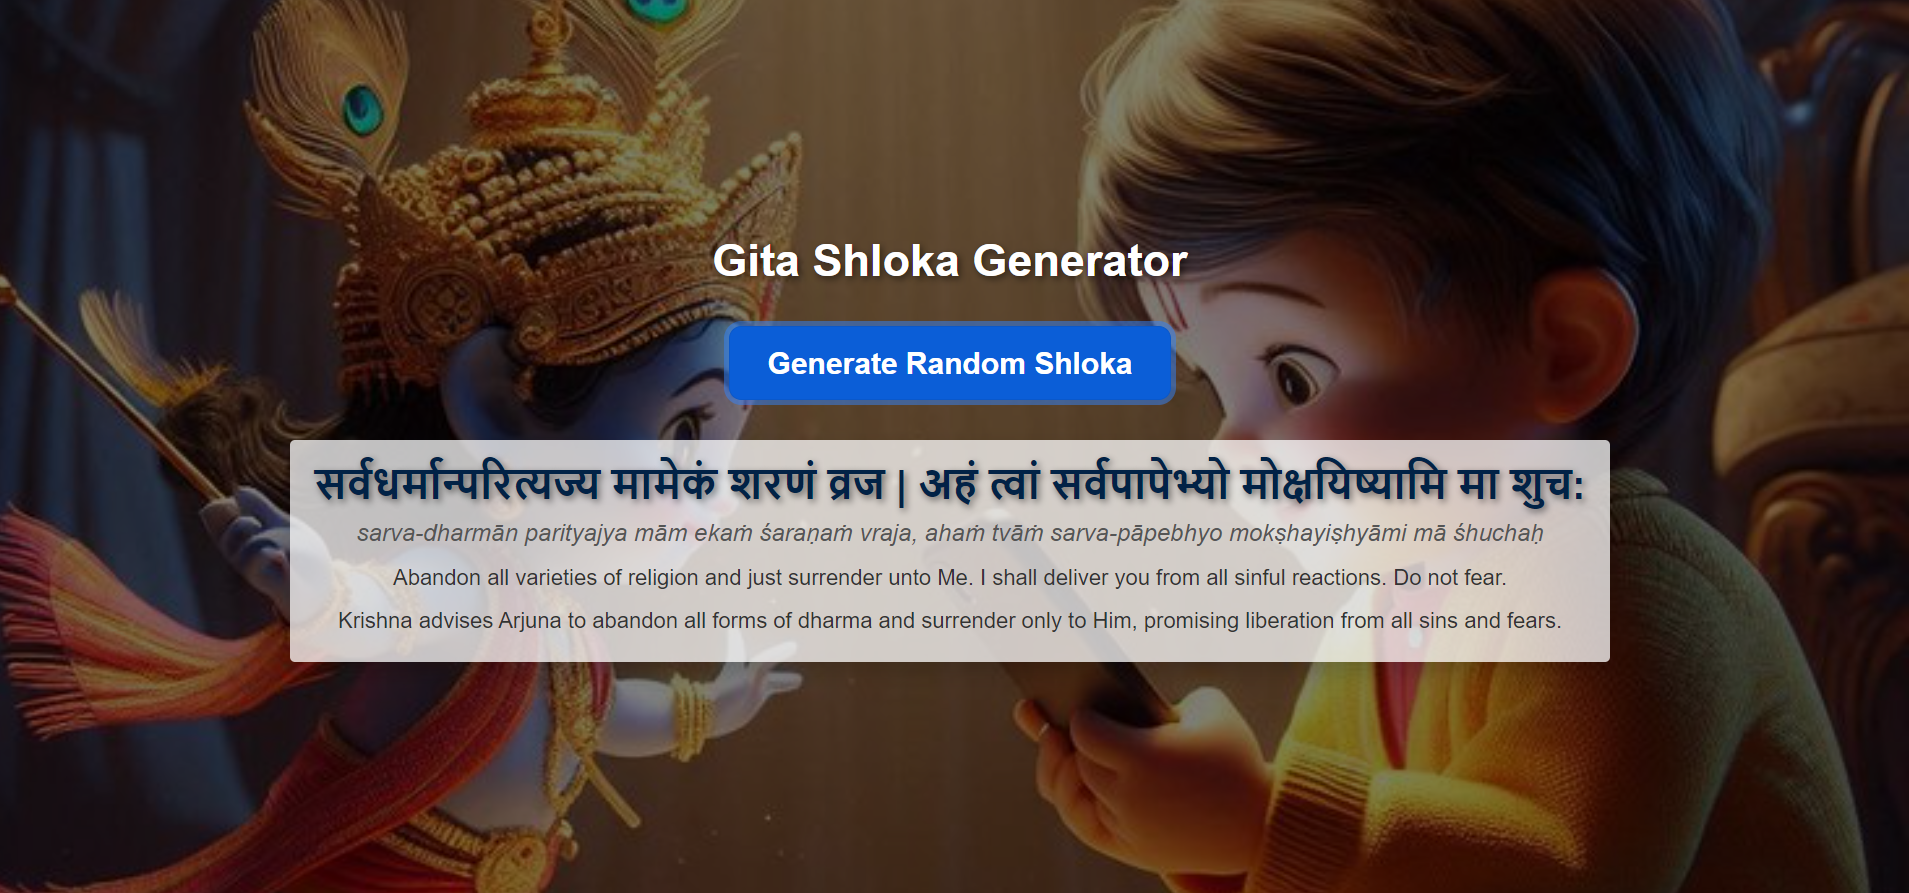 Gita Shloka Generator
Generate Random Shloka
सर्वधर्मान्परित्यज्य मामेकं शरणं व्रज | अहं त्वां सर्वपापेभ्यो मोक्षयिष्यामि मा शुच:
sarva-dharmān parityajya mām ekaṁ śaraṇaṁ vraja, ahaṁ tvāṁ sarva-pāpebhyo mokṣhayiṣhyāmi mā śhuchaḥ
Abandon all varieties of religion and just surrender unto Me. I shall deliver you from all sinful reactions. Do not fear.
Krishna advises Arjuna to abandon all forms of dharma and surrender only to Him, promising liberation from all sins and fears.